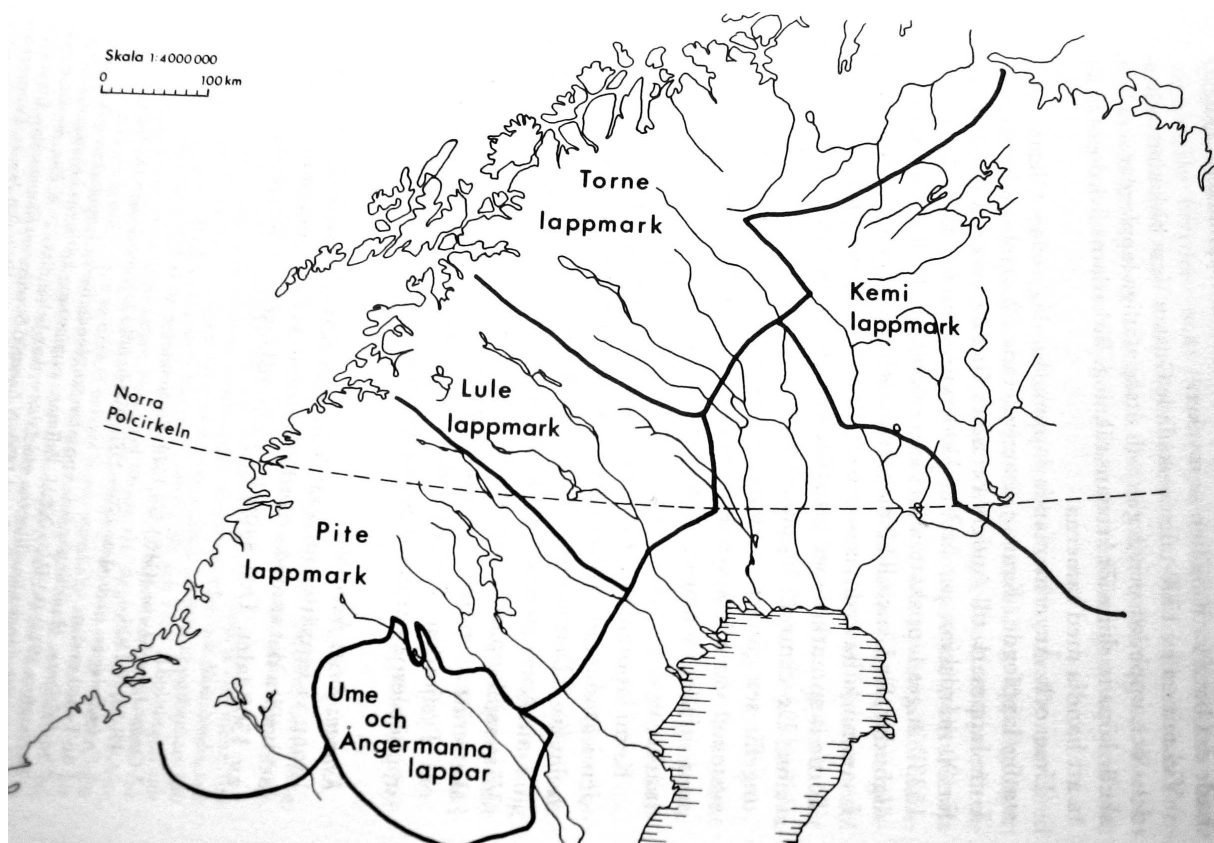 Skala 1:4000000
0 100 km
Torne
lappmark
Kemi
lappmark
Lule
lappmark
Norra
Polcirkeln
Pite
lappmark
Ume
och
Ångermanna
lappar